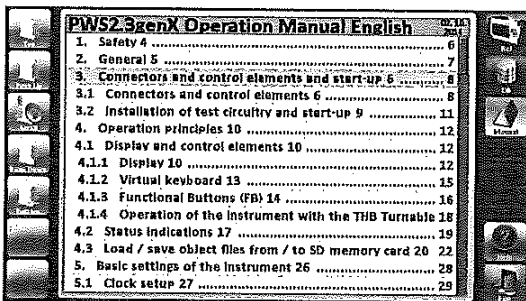 PWS2.3genX Operation Manual English
1. Safety 4 ........................ 6
2. General 5 ........................ 7
3. Connectors and control elements and start-up 6 ........ 8
3.1 Connectors and control elements 6 ........ 8
3.2 Installation of test circuitry and start-up 9 ........ 11
4. Operation principles 10 ........ 12
4.1 Display and control elements 10 ........ 12
4.1.1 Display 10 ........ 12
4.1.2 Virtual keyboard 13 ........ 15
4.1.3 Functional Buttons (FB) 14 ........ 16
4.1.4 Operation of the instrument with the THB Turnable 18
4.2 Status indications 17 ........ 19
4.3 Load / save object files from / to SD memory card 20 22
5. Basic settings of the instrument 26 ........ 28
5.1 Clock setup 27 ........ 29
Manual